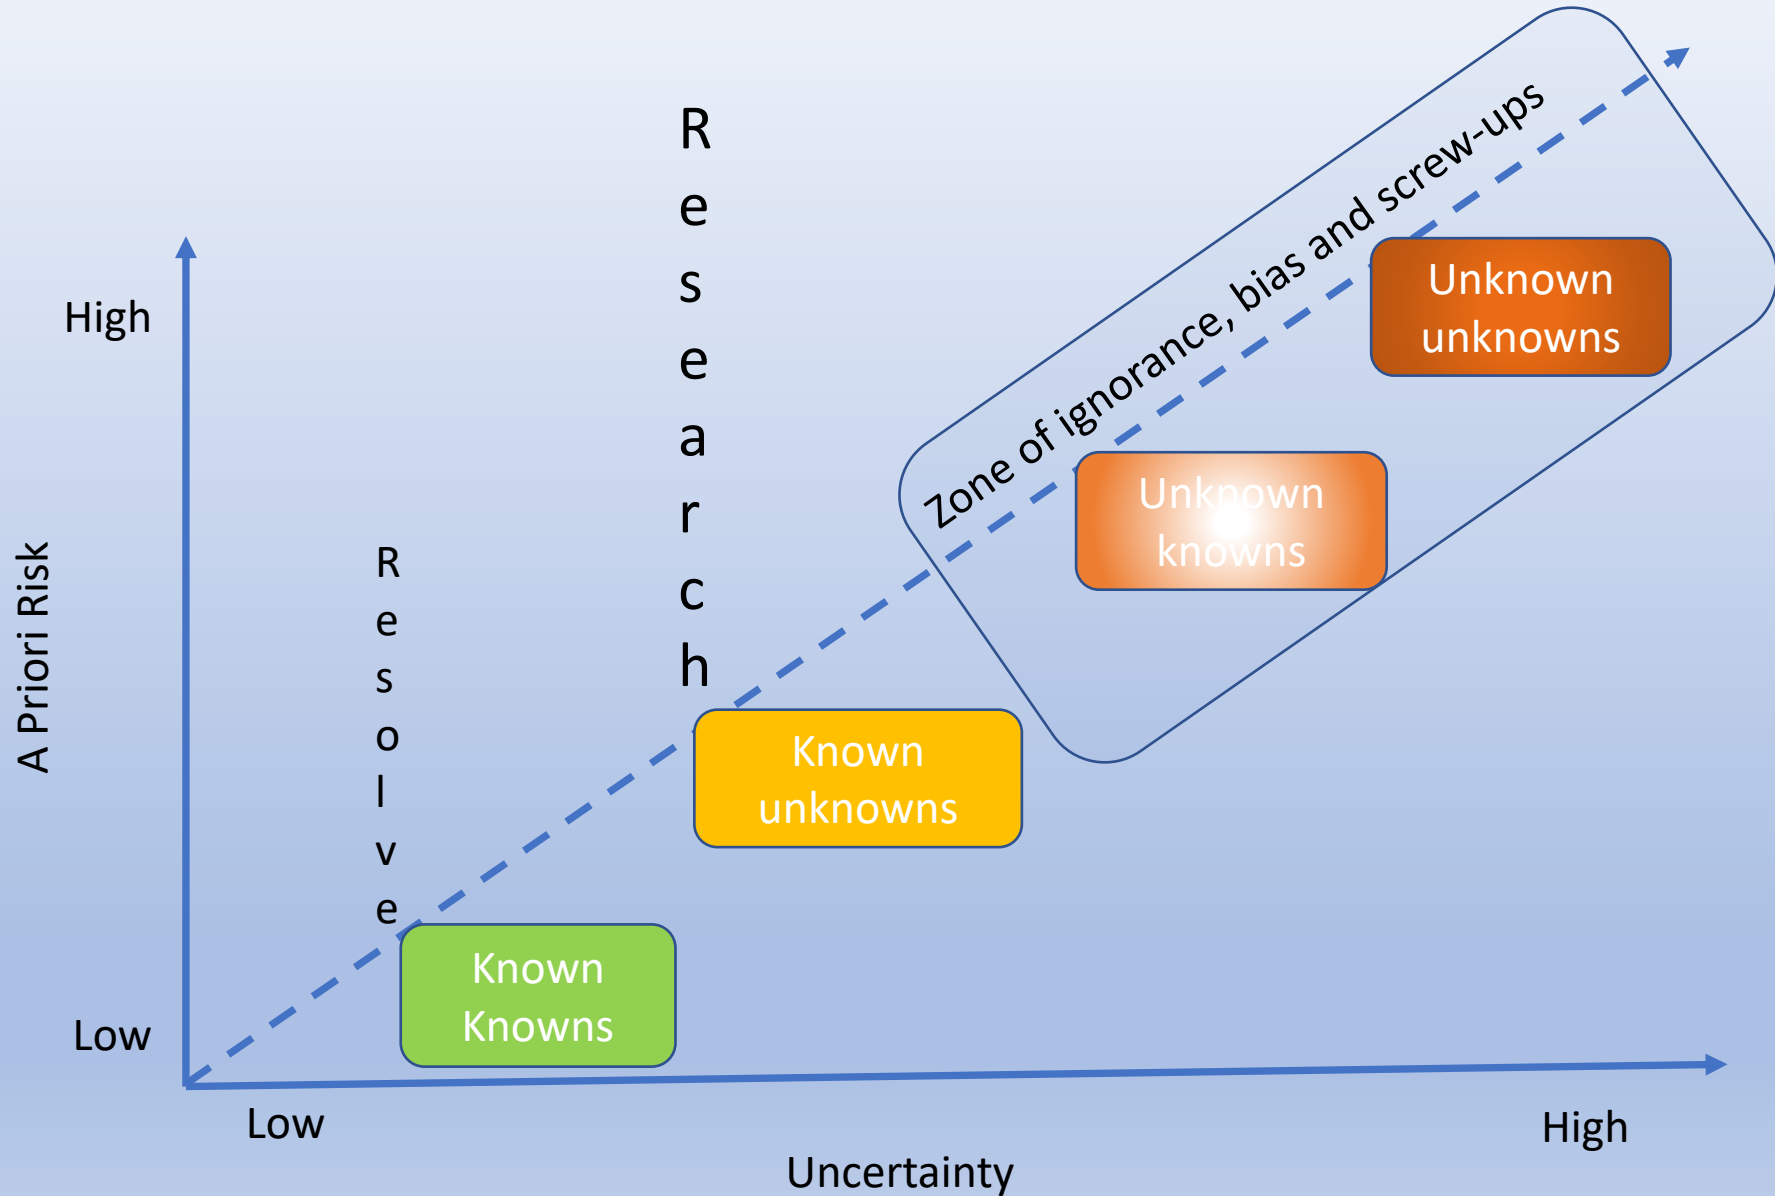 Research
Zone of ignorance, bias and screw-ups
Unknown
unknowns
High
Unknown
knowns
Resolve
A Priori Risk
Known
unknowns
Known
Knowns
Low
Low
High
Uncertainty